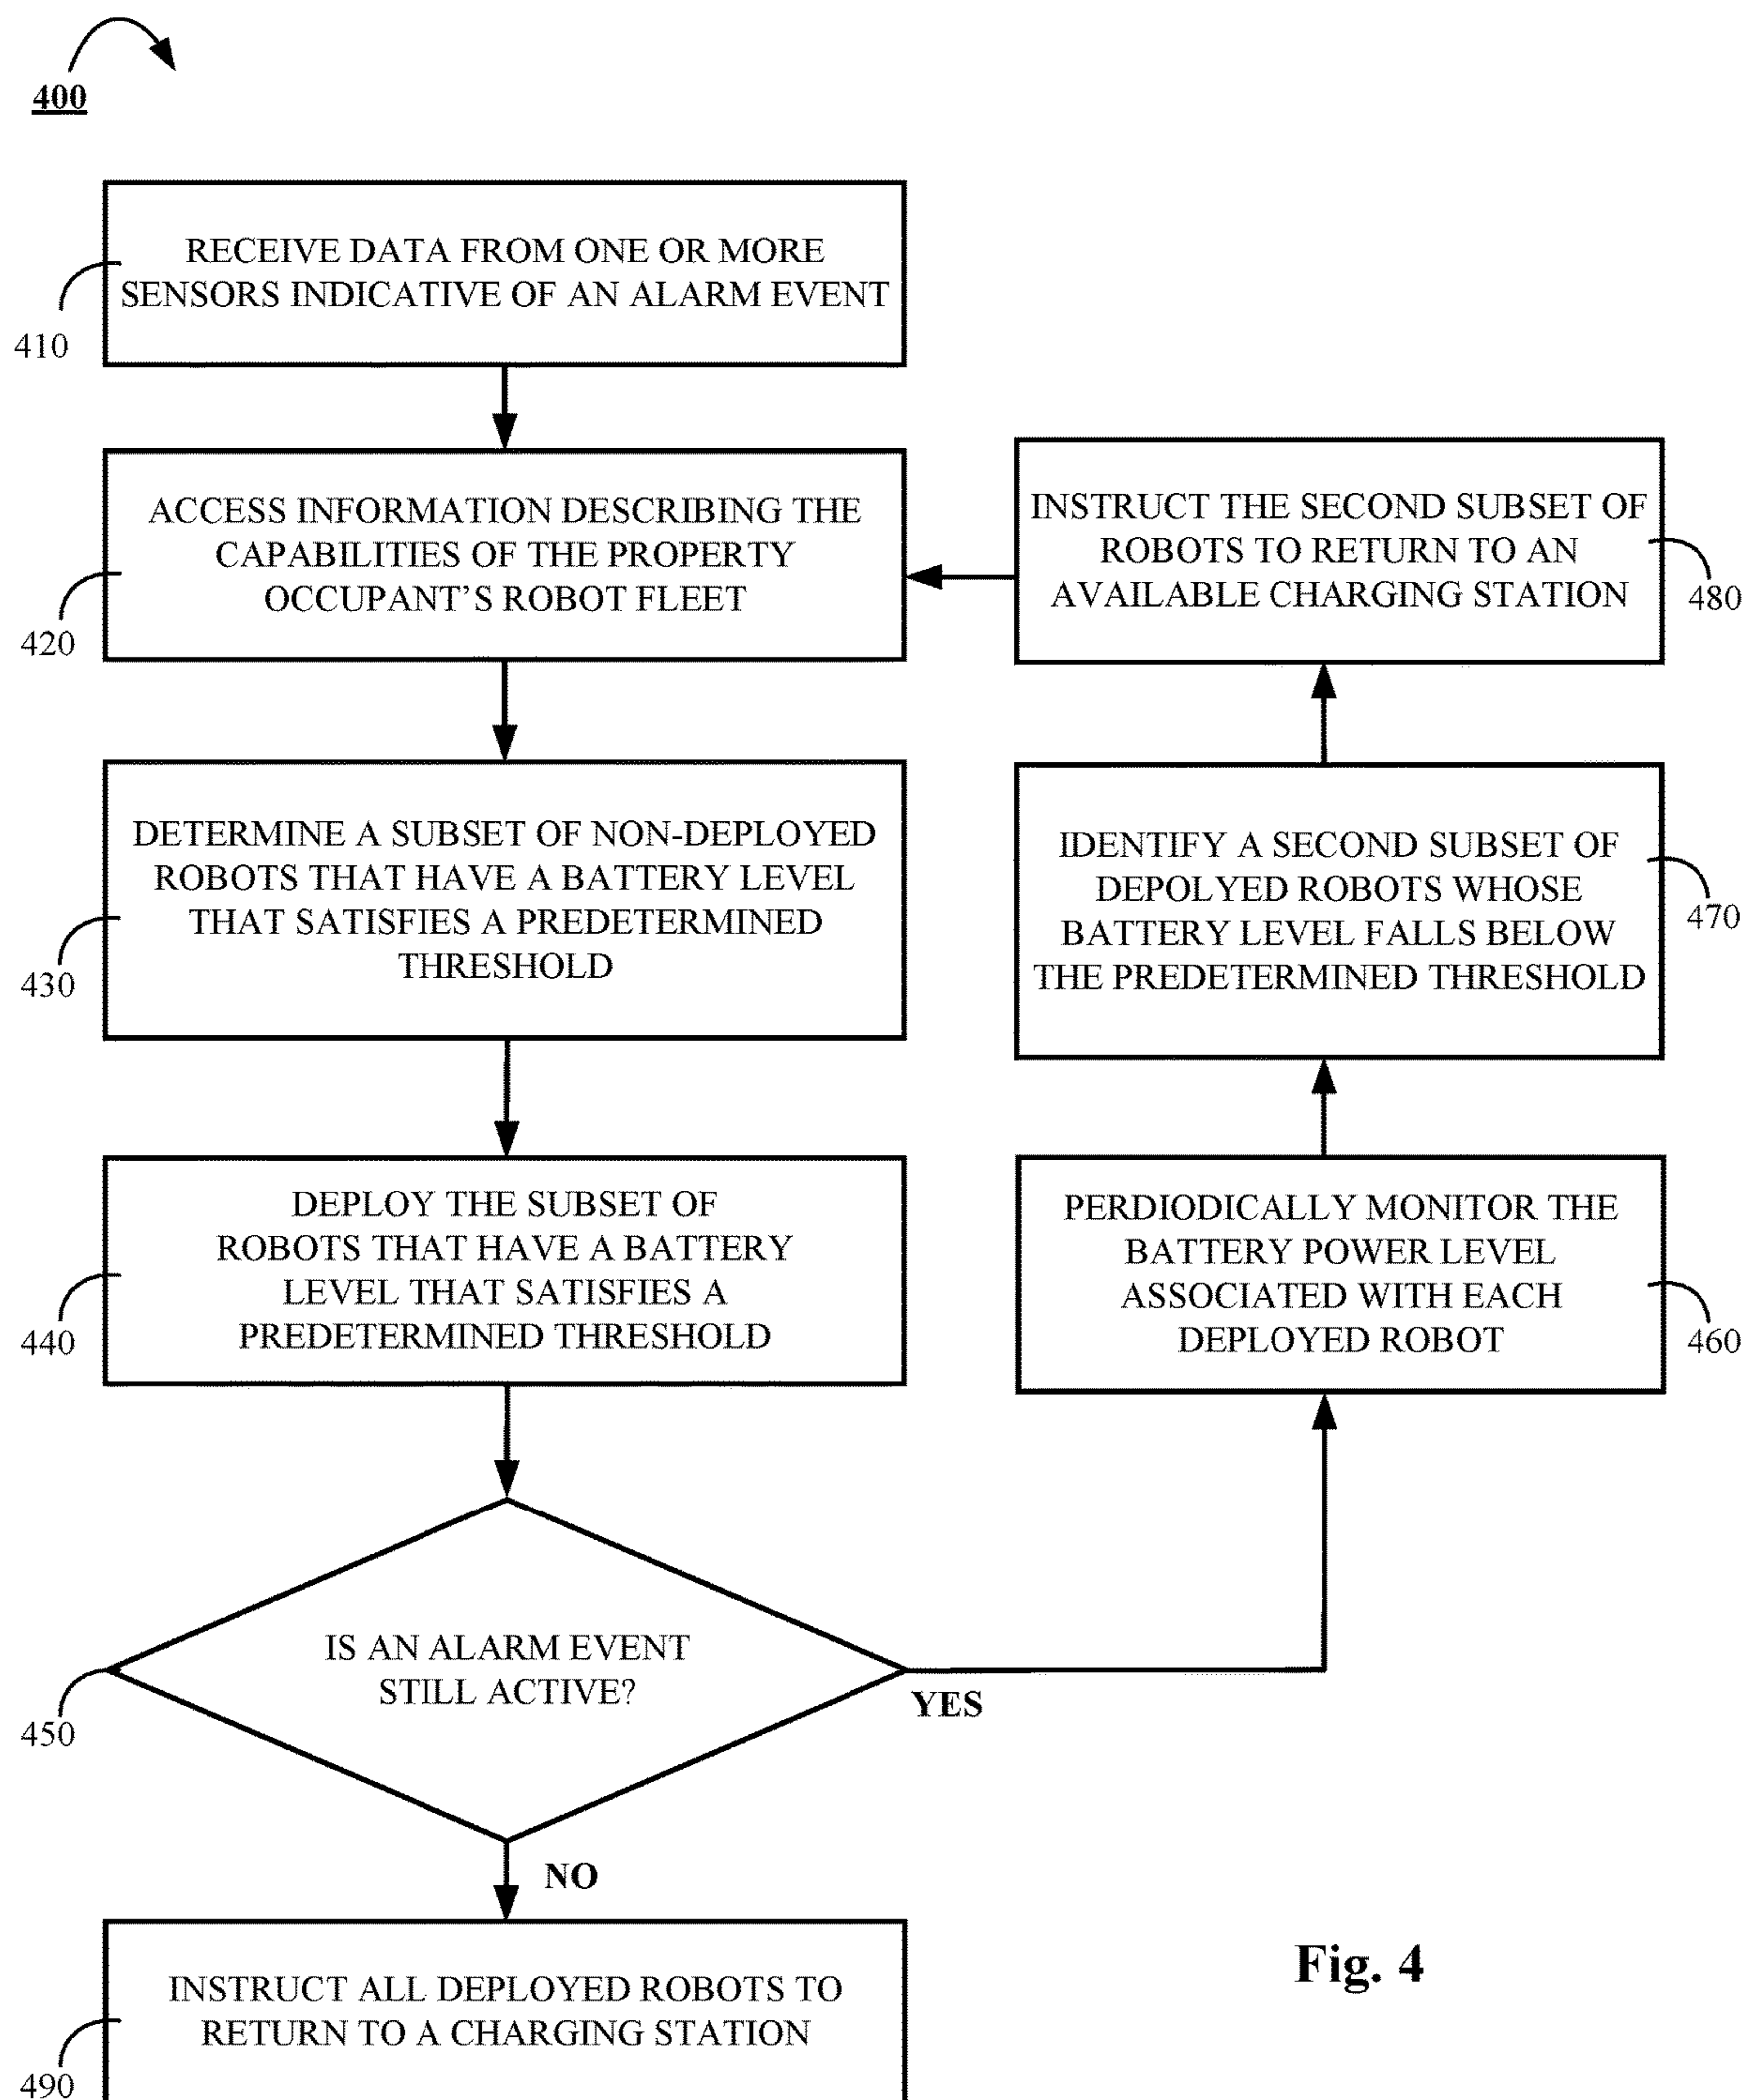 400
RECEIVE DATA FROM ONE OR MORE
SENSORS INDICATIVE OF AN ALARM EVENT
410
ACCESS INFORMATION DESCRIBING THE
CAPABILITIES OF THE PROPERTY
OCCUPANT'S ROBOT FLEET
420
DETERMINE A SUBSET OF NON-DEPLOYED
ROBOTS THAT HAVE A BATTERY LEVEL
THAT SATISFIES A PREDETERMINED
THRESHOLD
430
DEPLOY THE SUBSET OF
ROBOTS THAT HAVE A BATTERY
LEVEL THAT SATISFIES A
PREDETERMINED THRESHOLD
440
IS AN ALARM EVENT
STILL ACTIVE?
450
YES
PERDIODICALLY MONITOR THE
BATTERY POWER LEVEL
ASSOCIATED WITH EACH
DEPLOYED ROBOT
460
IDENTIFY A SECOND SUBSET OF
DEPOLYED ROBOTS WHOSE
BATTERY LEVEL FALLS BELOW
THE PREDETERMINED THRESHOLD
470
INSTRUCT THE SECOND SUBSET OF
ROBOTS TO RETURN TO AN
AVAILABLE CHARGING STATION
480
NO
INSTRUCT ALL DEPLOYED ROBOTS TO
RETURN TO A CHARGING STATION
490
Fig. 4